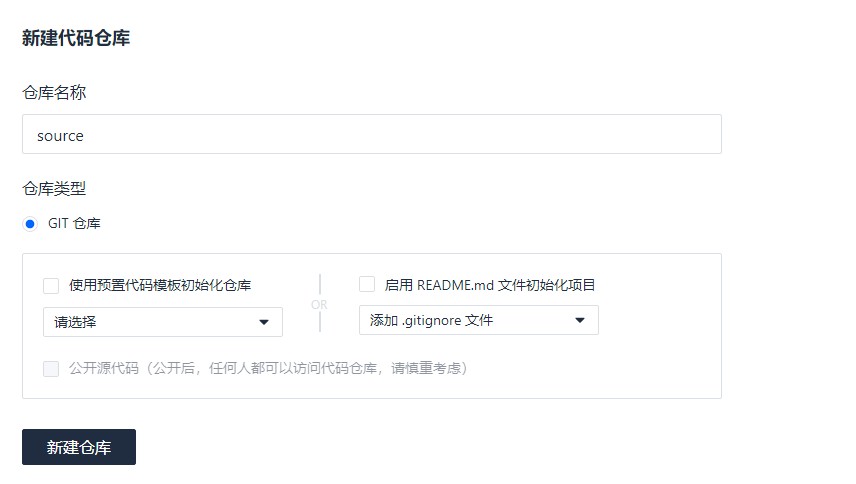 新建代码仓库
仓库名称
source
仓库类型
GIT 仓库
使用预置代码模板初始化仓库
请选择
OR
启用 README.md 文件初始化项目
添加 .gitignore 文件
公开源代码（公开后，任何人都可以访问代码仓库，请慎重考虑）
新建仓库